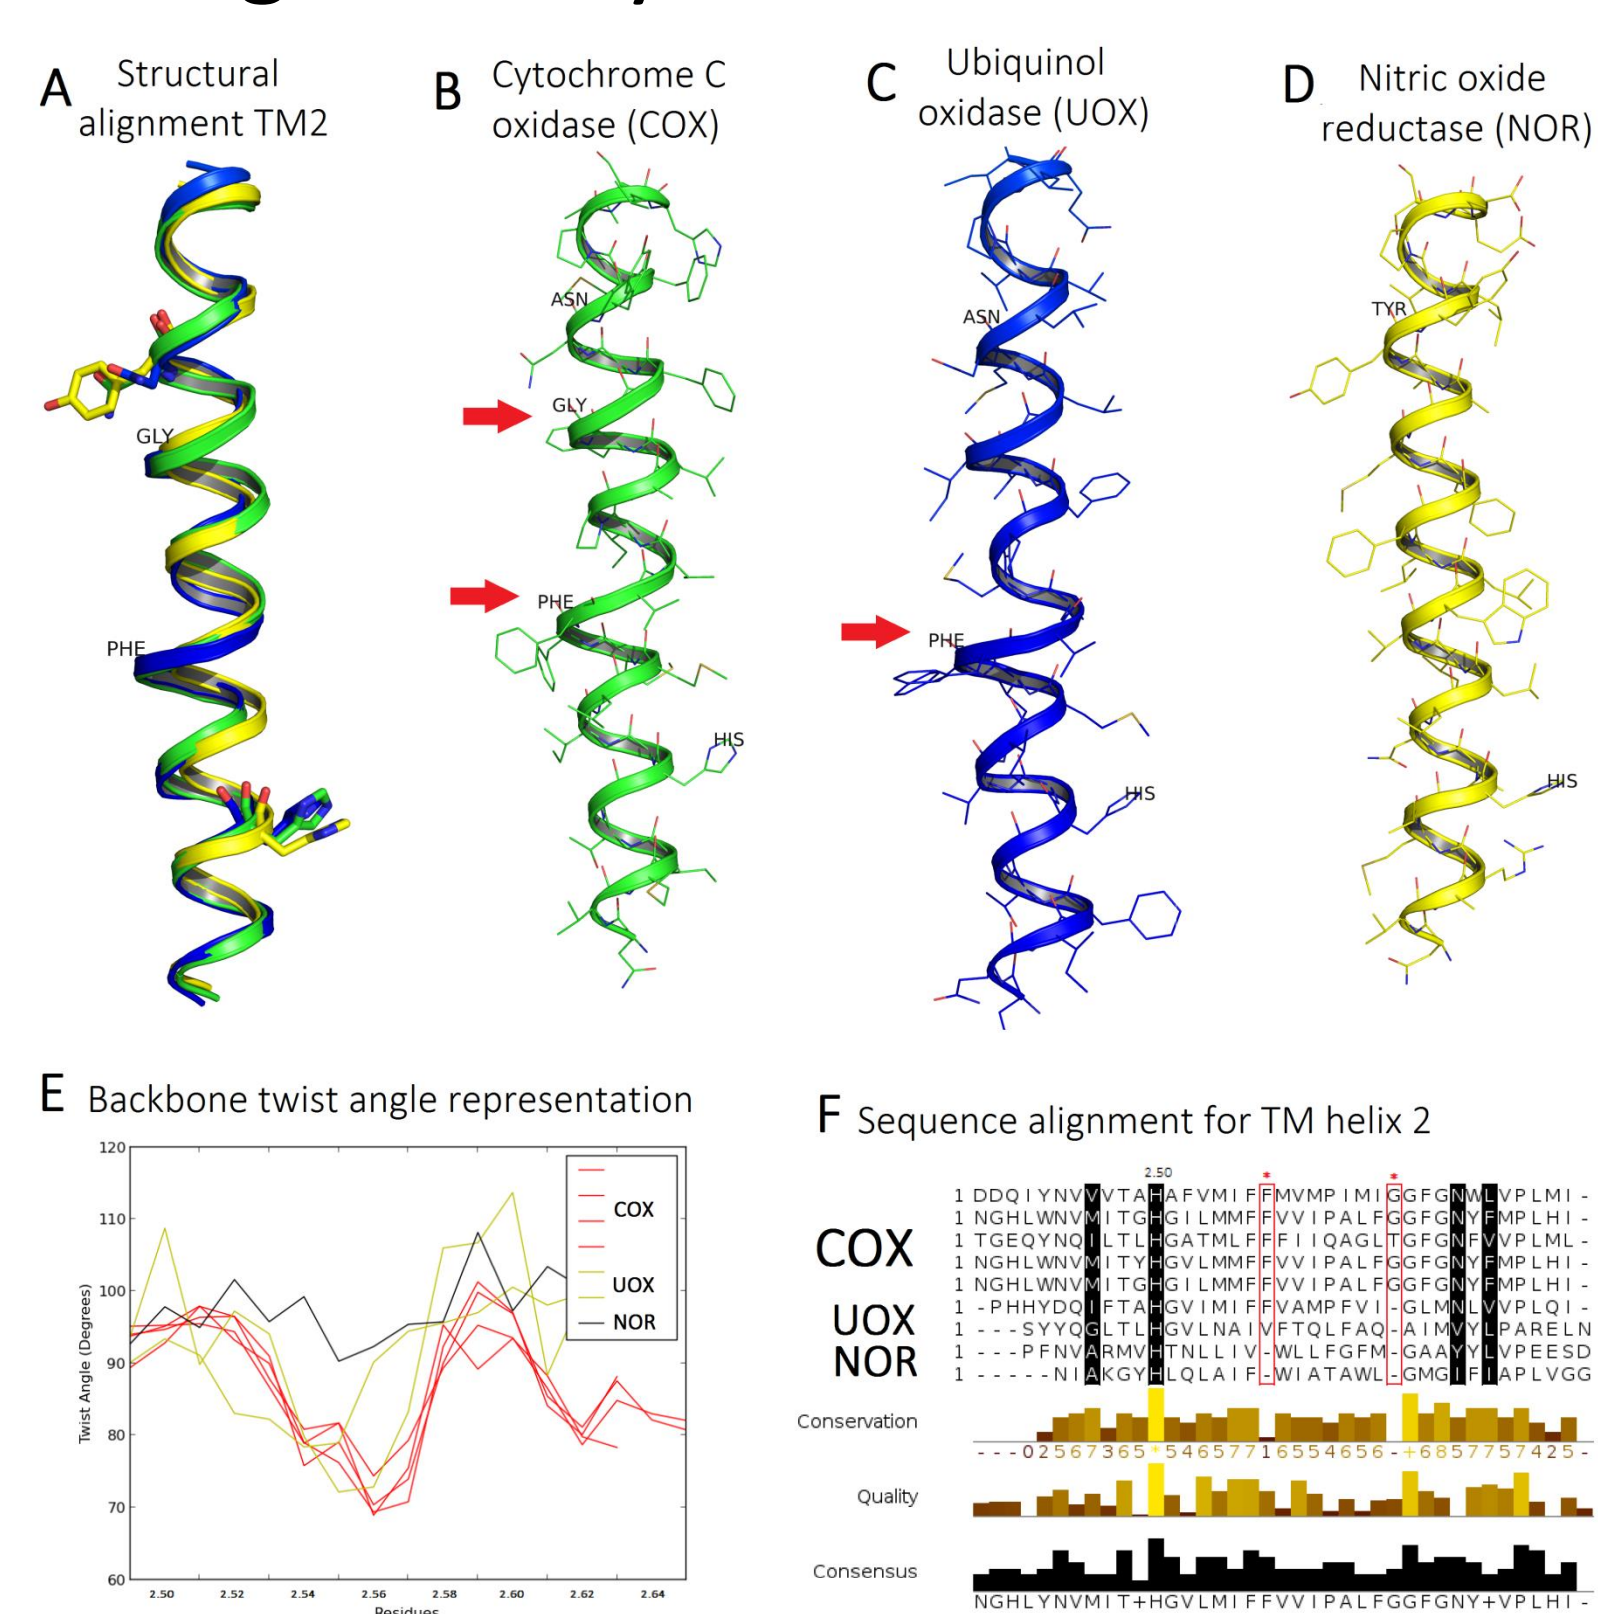 A
Structural
alignment TM2
B
Cytochrome C
oxidase (COX)
C
Ubiquinol
oxidase (UOX)
D
Nitric oxide
reductase (NOR)
GLY
PHE
ASN
GLY
PHE
HIS
ASN
PHE
HIS
TYR
HIS
E Backbone twist angle representation
120
110
100
90
80
70
60
Twist Angle (Degrees)
2.50 2.52 2.54 2.56 2.58 2.60 2.62 2.64
Residues
COX
UOX
NOR
F Sequence alignment for TM helix 2
2.50 * *
COX
UOX
NOR
1 DDQIYNVVVTAHAFVMIFFMVMPIMIGGFGNWLVPLMI-
1 NGHLWNVMITGHGILMMFFVVIPALFGGFGNYFMPLHI-
1 TGEQYNQILTLHGATMLFFFIIQAGLTGFGNFVVPLML-
1 NGHLWNVMITYHGVLMMFFVVIPALFGGFGNYFMPLHI-
1 NGHLWNVMITGHGILMMFFVVIPALFGGFGNYFMPLHI-
1 -PHHYDQIFTAHGVIMIFFVAMPFVI-GLMNLVVPLQI-
1 ---SYYQGLTLHGVLNAIVFTQLFAQ-AIMVYLPARELN
1 ---PFNVARMVHTNLLIV-WLLFGFM-GAAYYLVPEESD
1 -----NIAKGYHLQLAIF-WIATAWL-GMGIFIAPLVGG
Conservation
---02567365*54657716554656-+6857757425-
Quality
Consensus
NGHLYNVMIT+HGVLMIFFVVIPALFGGFGNY+VPLHI-